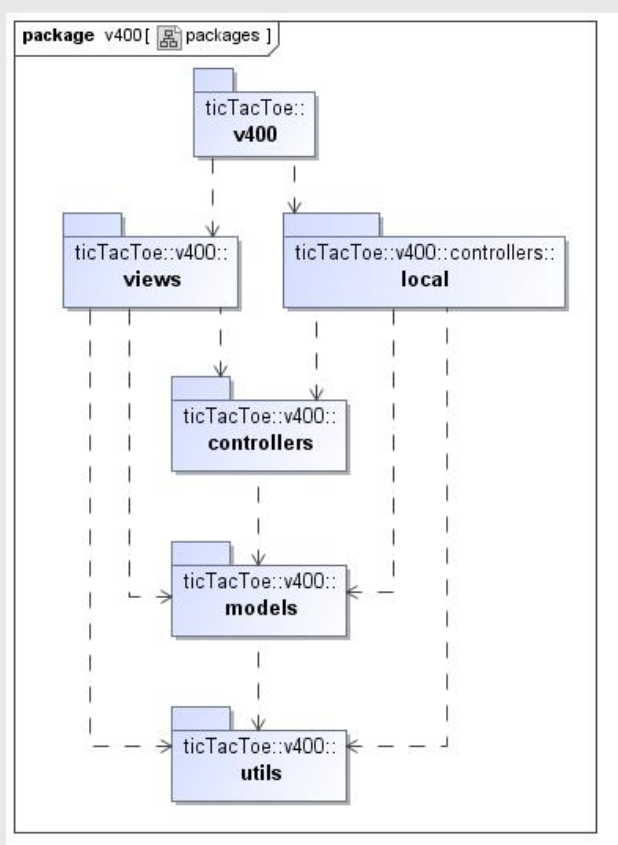 package v400[ packages ]
ticTacToe::
v400
ticTacToe::v400::
views
ticTacToe::v400::controllers::
local
ticTacToe::v400::
controllers
ticTacToe::v400::
models
ticTacToe::v400::
utils